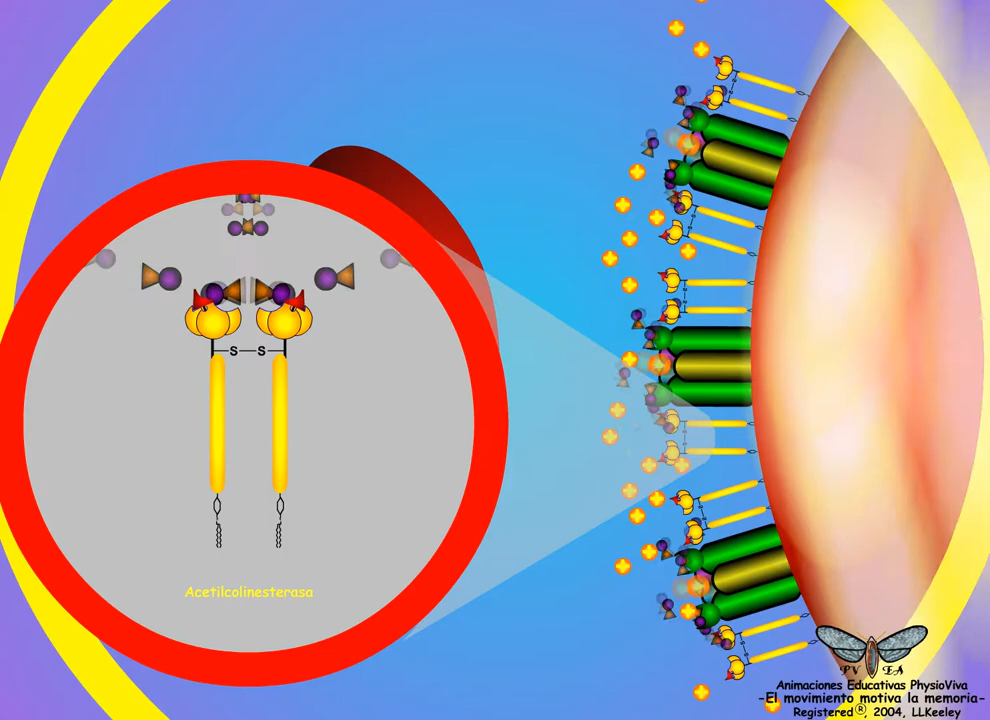 S—S
Acetilcolinesterasa
PV EA
Animaciones Educativas PhysioViva
-El movimiento motiva la memoria-
Registered®, 2004, LLKeeley